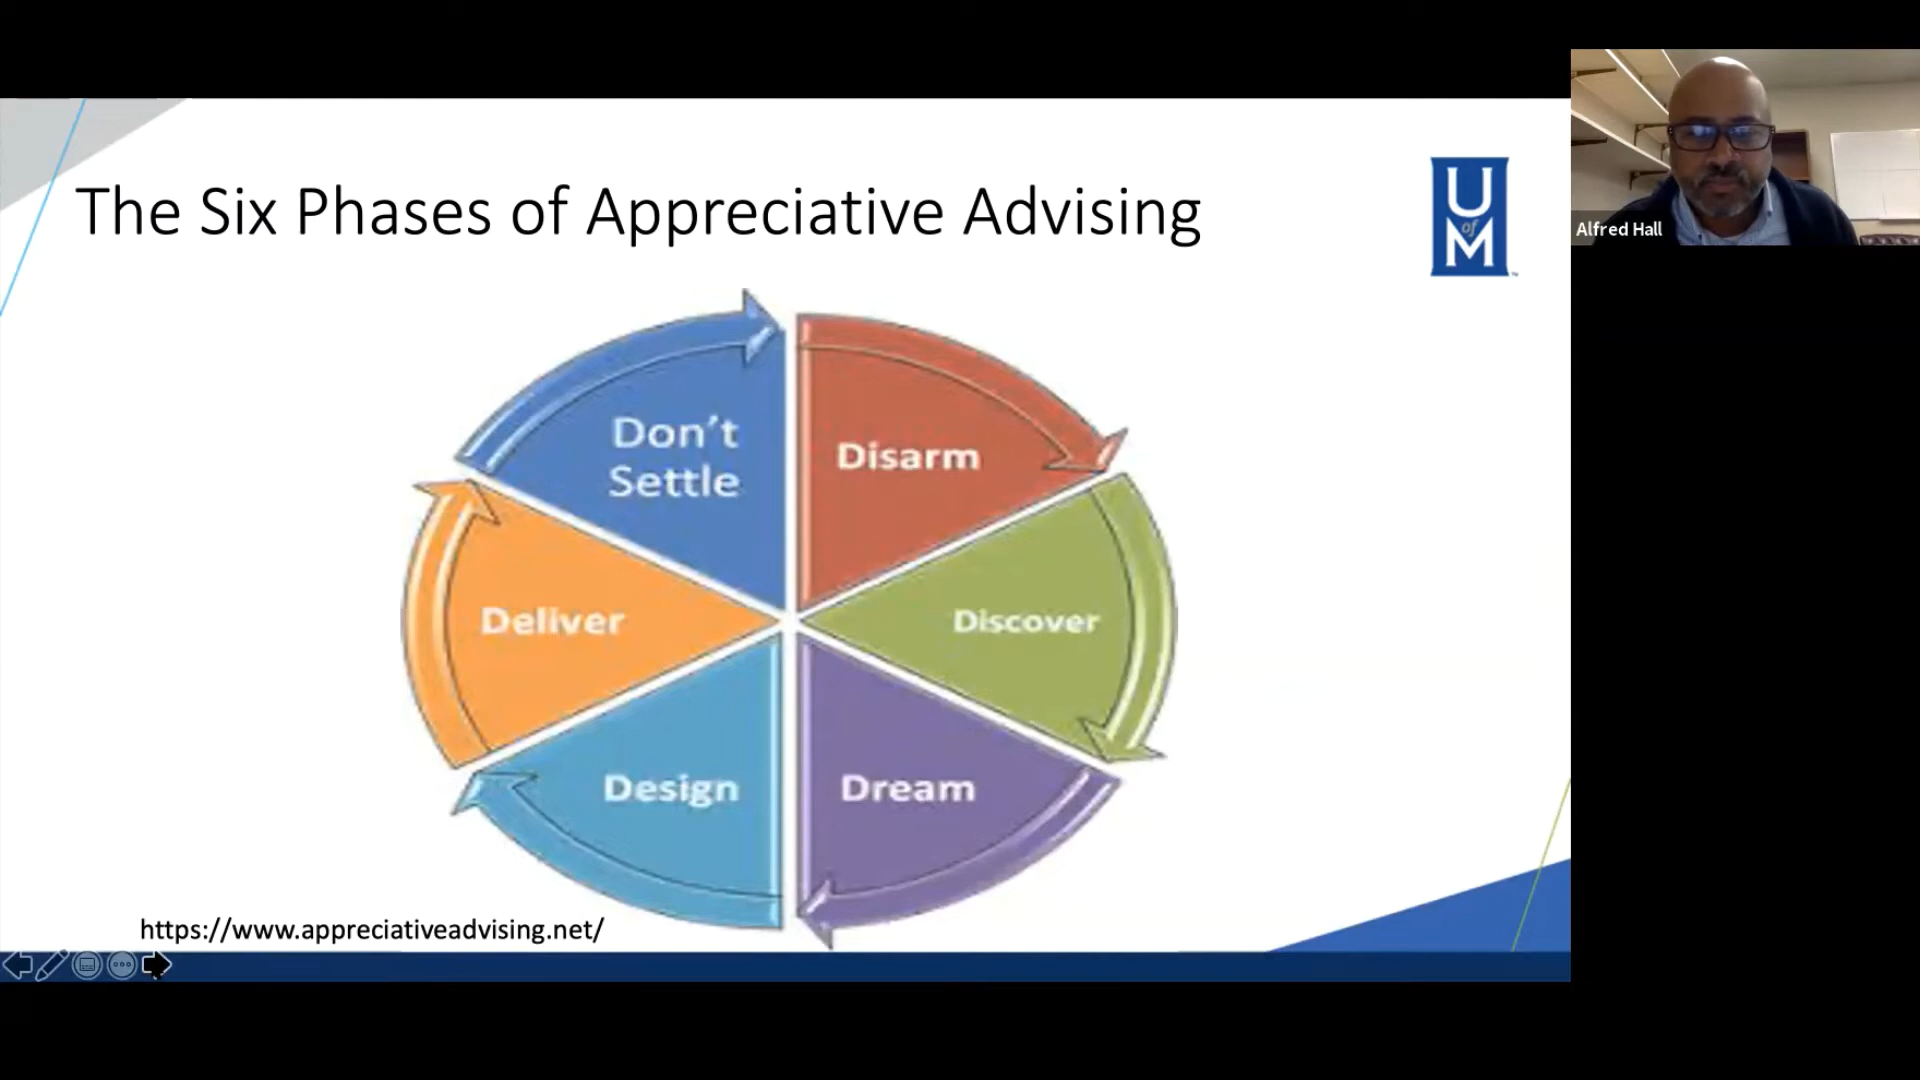 The Six Phases of Appreciative Advising
U
of
M
™
Alfred Hall
Don't
Settle
Disarm
Deliver
Discover
Design
Dream
https://www.appreciativeadvising.net/